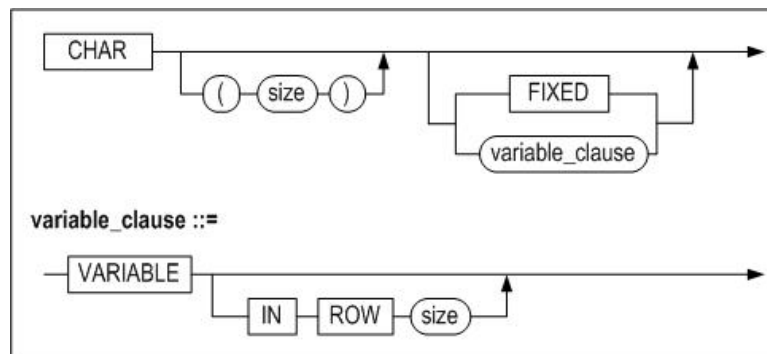 CHAR
( size )
FIXED
variable_clause
variable_clause ::=
VARIABLE
IN ROW size